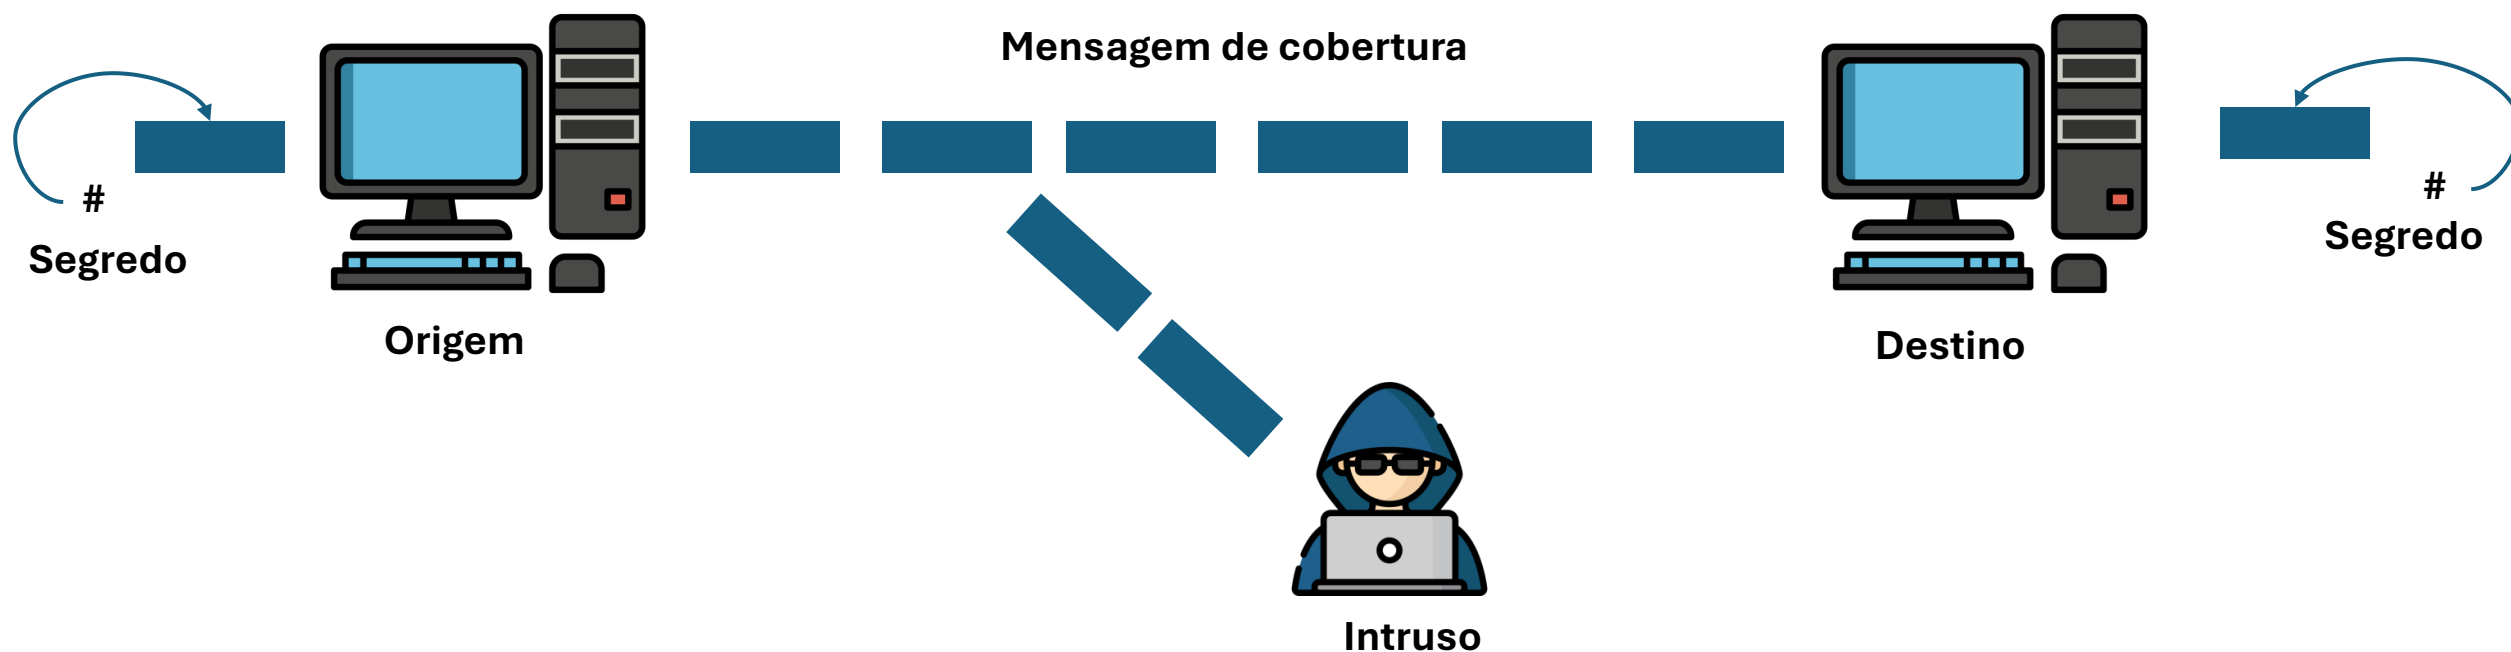 Mensagem de cobertura
#
Segredo
Origem
#
Segredo
Destino
Intruso